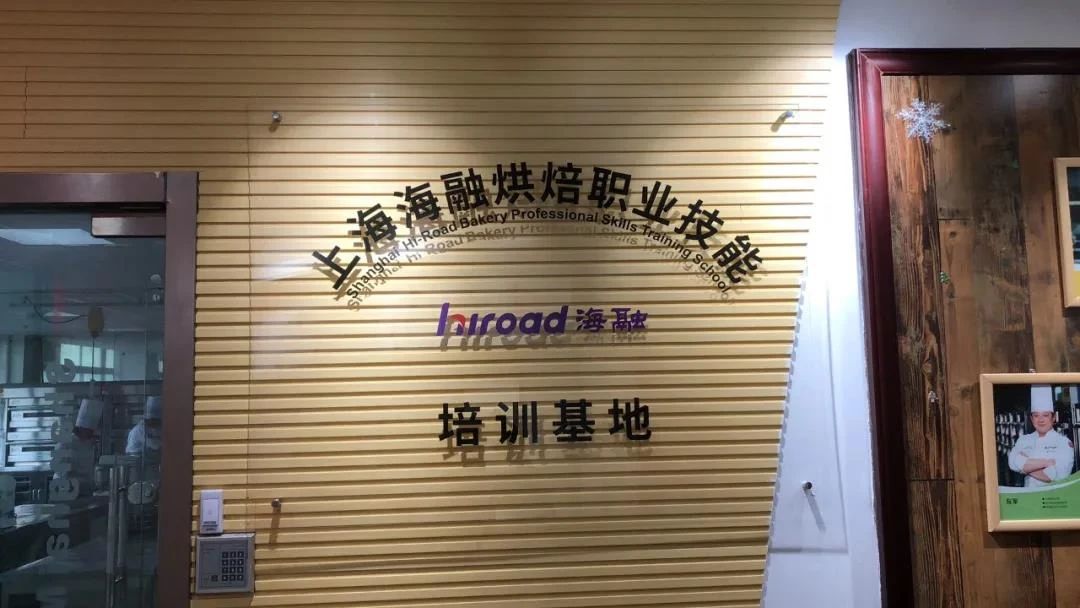 上海海融烘焙职业技能
Shanghai Hi-Road Bakery Professional Skills Training School
hiroad 海融
培训基地